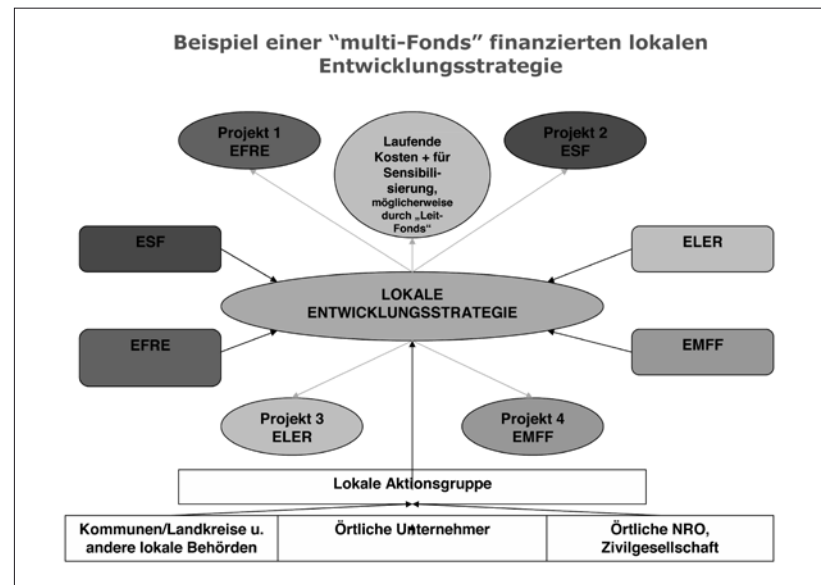 Beispiel einer “multi-Fonds” finanzierten lokalen
Entwicklungsstrategie
Projekt 1
EFRE
Laufende
Kosten + für
Sensibili-
sierung,
möglicherweise
durch „Leit-
Fonds“
Projekt 2
ESF
ESF
ELER
LOKALE
ENTWICKLUNGSSTRATEGIE
EFRE
EMFF
Projekt 3
ELER
Projekt 4
EMFF
Lokale Aktionsgruppe
Kommunen/Landkreise u.
andere lokale Behörden
Örtliche Unternehmer
Örtliche NRO,
Zivilgesellschaft